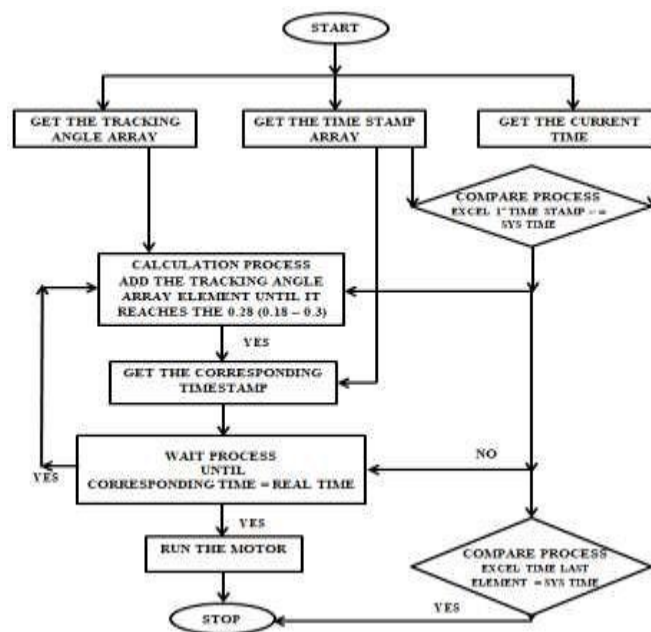 START
GET THE TRACKING
ANGLE ARRAY
GET THE TIME STAMP
ARRAY
GET THE CURRENT
TIME
COMPARE PROCESS
EXCEL 1st TIME STAMP = =
SYS TIME
CALCULATION PROCESS
ADD THE TRACKING ANGLE
ARRAY ELEMENT UNTIL IT
REACHES THE 0.28 (0.18 – 0.3)
YES
GET THE CORRESPONDING
TIMESTAMP
WAIT PROCESS
UNTIL
CORRESPONDING TIME = REAL TIME
YES
NO
YES
RUN THE MOTOR
COMPARE PROCESS
EXCEL TIME LAST
ELEMENT = SYS TIME
YES
STOP